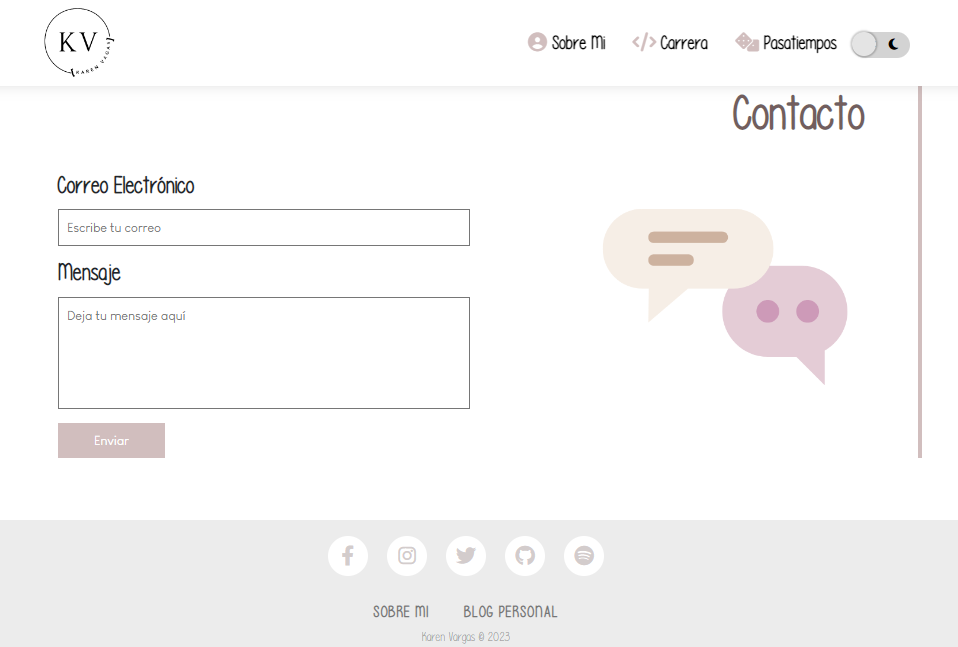 KV
KAREN VARGAS
Sobre Mi
Carrera
Pasatiempos
Contacto
Correo Electrónico
Escribe tu correo
Mensaje
Deja tu mensaje aquí
Enviar
SOBRE MI
BLOG PERSONAL
Karen Vargas © 2023